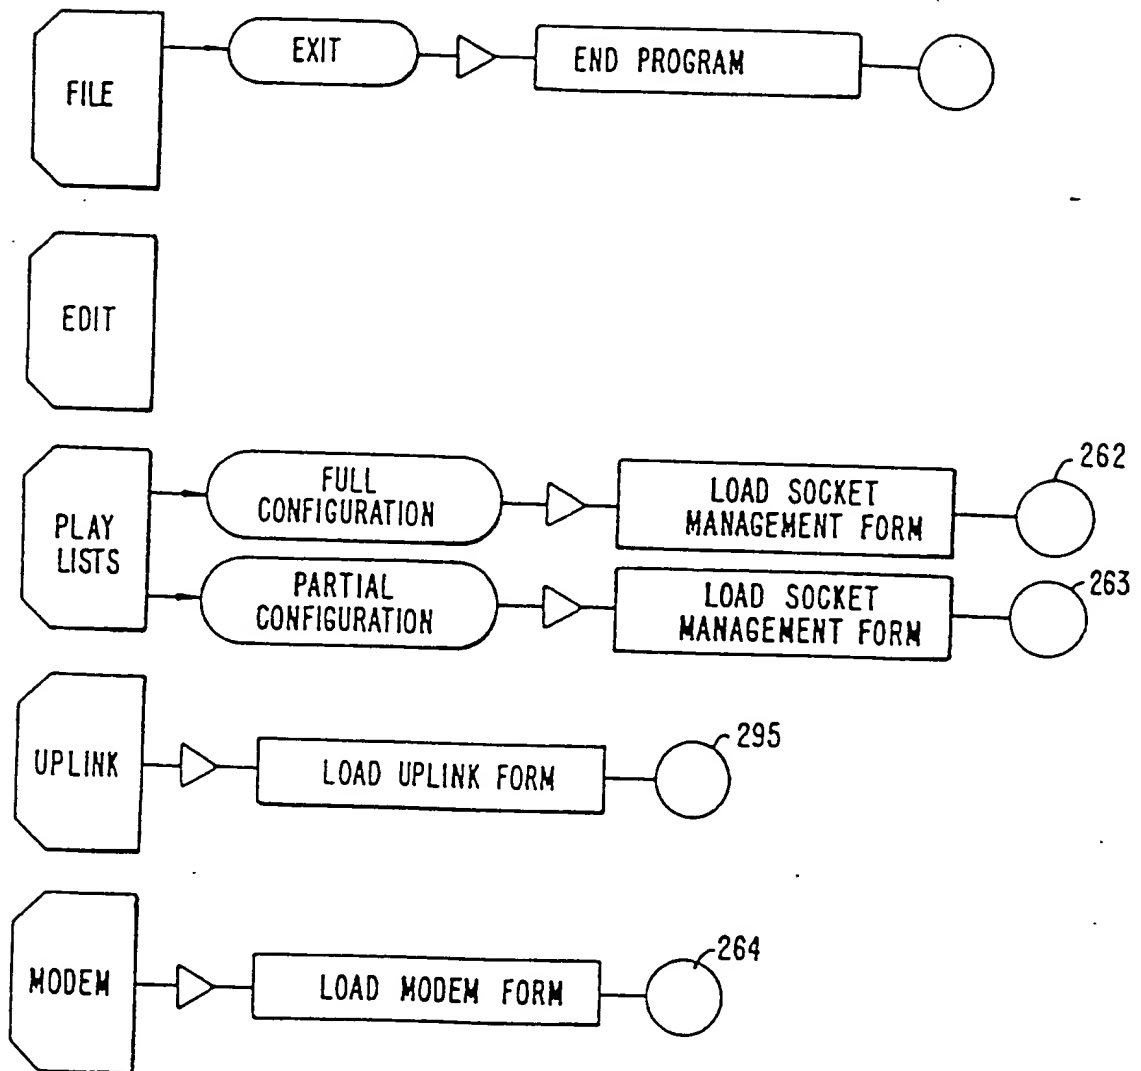 FILE
EXIT
END PROGRAM
EDIT
PLAY
LISTS
FULL
CONFIGURATION
LOAD SOCKET
MANAGEMENT FORM
262
PARTIAL
CONFIGURATION
LOAD SOCKET
MANAGEMENT FORM
263
UPLINK
LOAD UPLINK FORM
295
MODEM
LOAD MODEM FORM
264